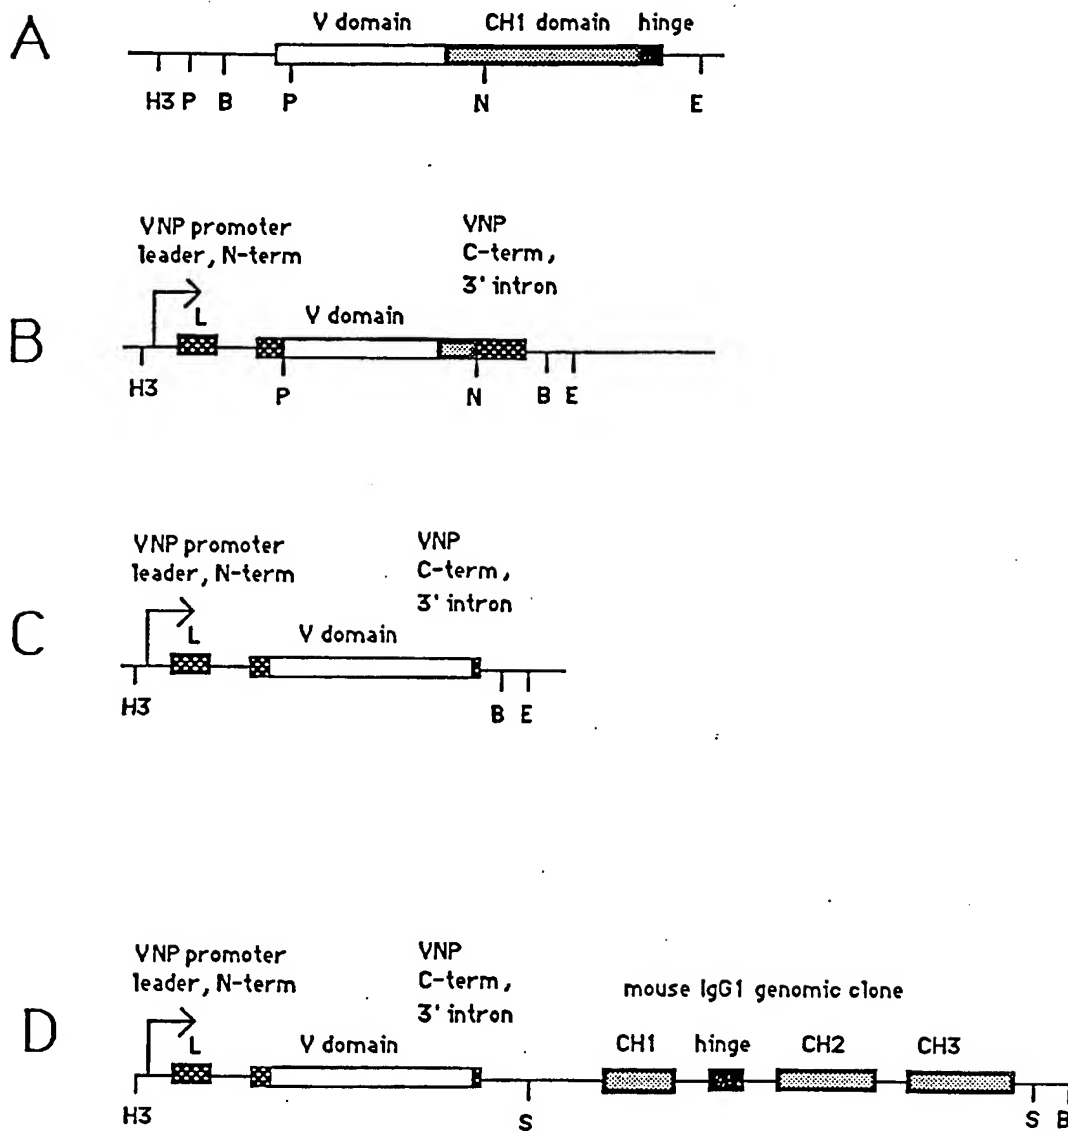 A
V domain CH1 domain hinge
H3 P B P N E
B
VNP promoter
leader, N-term
VNP
C-term,
3' intron
L
V domain
H3 P N B E
C
VNP promoter
leader, N-term
VNP
C-term,
3' intron
L
V domain
H3 B E
D
VNP promoter
leader, N-term
VNP
C-term,
3' intron
mouse IgG1 genomic clone
L
V domain
CH1 hinge CH2 CH3
H3 S S B